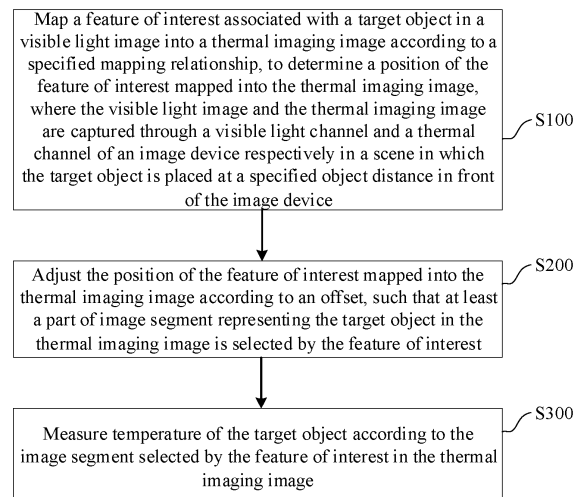 Map a feature of interest associated with a target object in a
visible light image into a thermal imaging image according to a
specified mapping relationship, to determine a position of the
feature of interest mapped into the thermal imaging image,
where the visible light image and the thermal imaging image
are captured through a visible light channel and a thermal
channel of an image device respectively in a scene in which
the target object is placed at a specified object distance in front
of the image device
S100
Adjust the position of the feature of interest mapped into the
thermal imaging image according to an offset, such that at least
a part of image segment representing the target object in the
thermal imaging image is selected by the feature of interest
S200
Measure temperature of the target object according to the
image segment selected by the feature of interest in the thermal
imaging image
S300